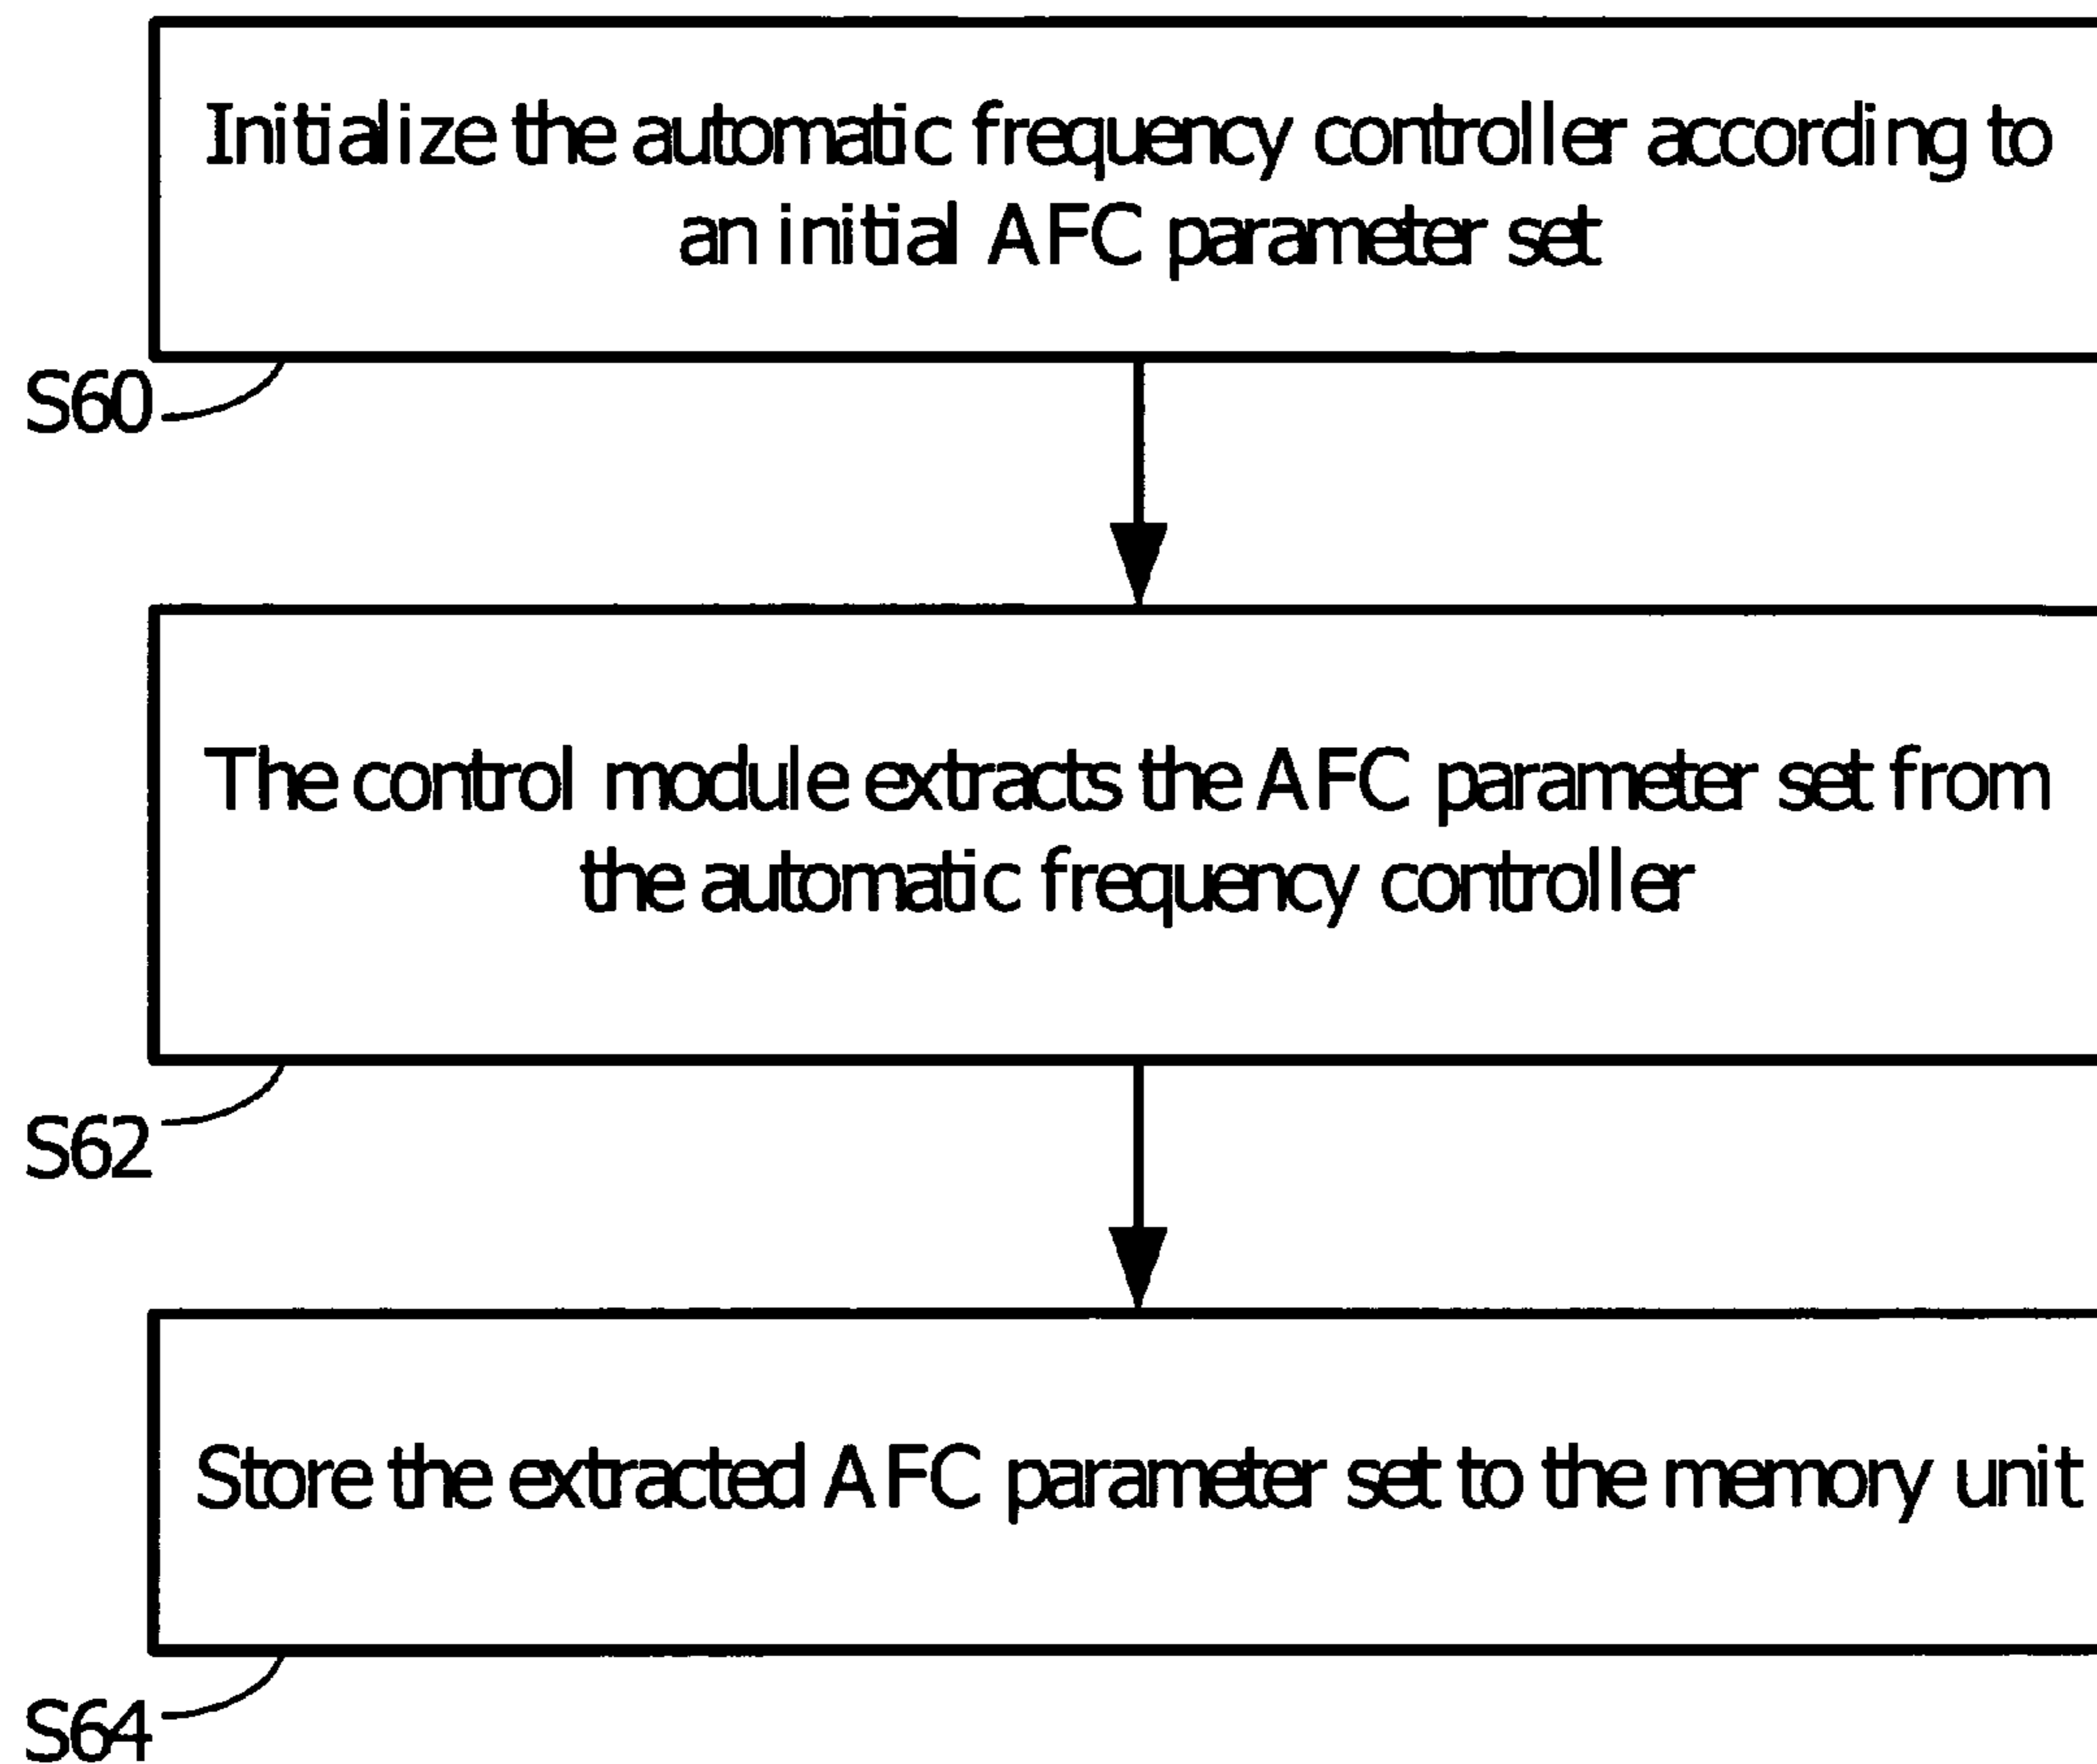 Initialize the automatic frequency controller according to
an initial AFC parameter set
S60
The control module extracts the AFC parameter set from
the automatic frequency controller
S62
Store the extracted AFC parameter set to the memory unit
S64